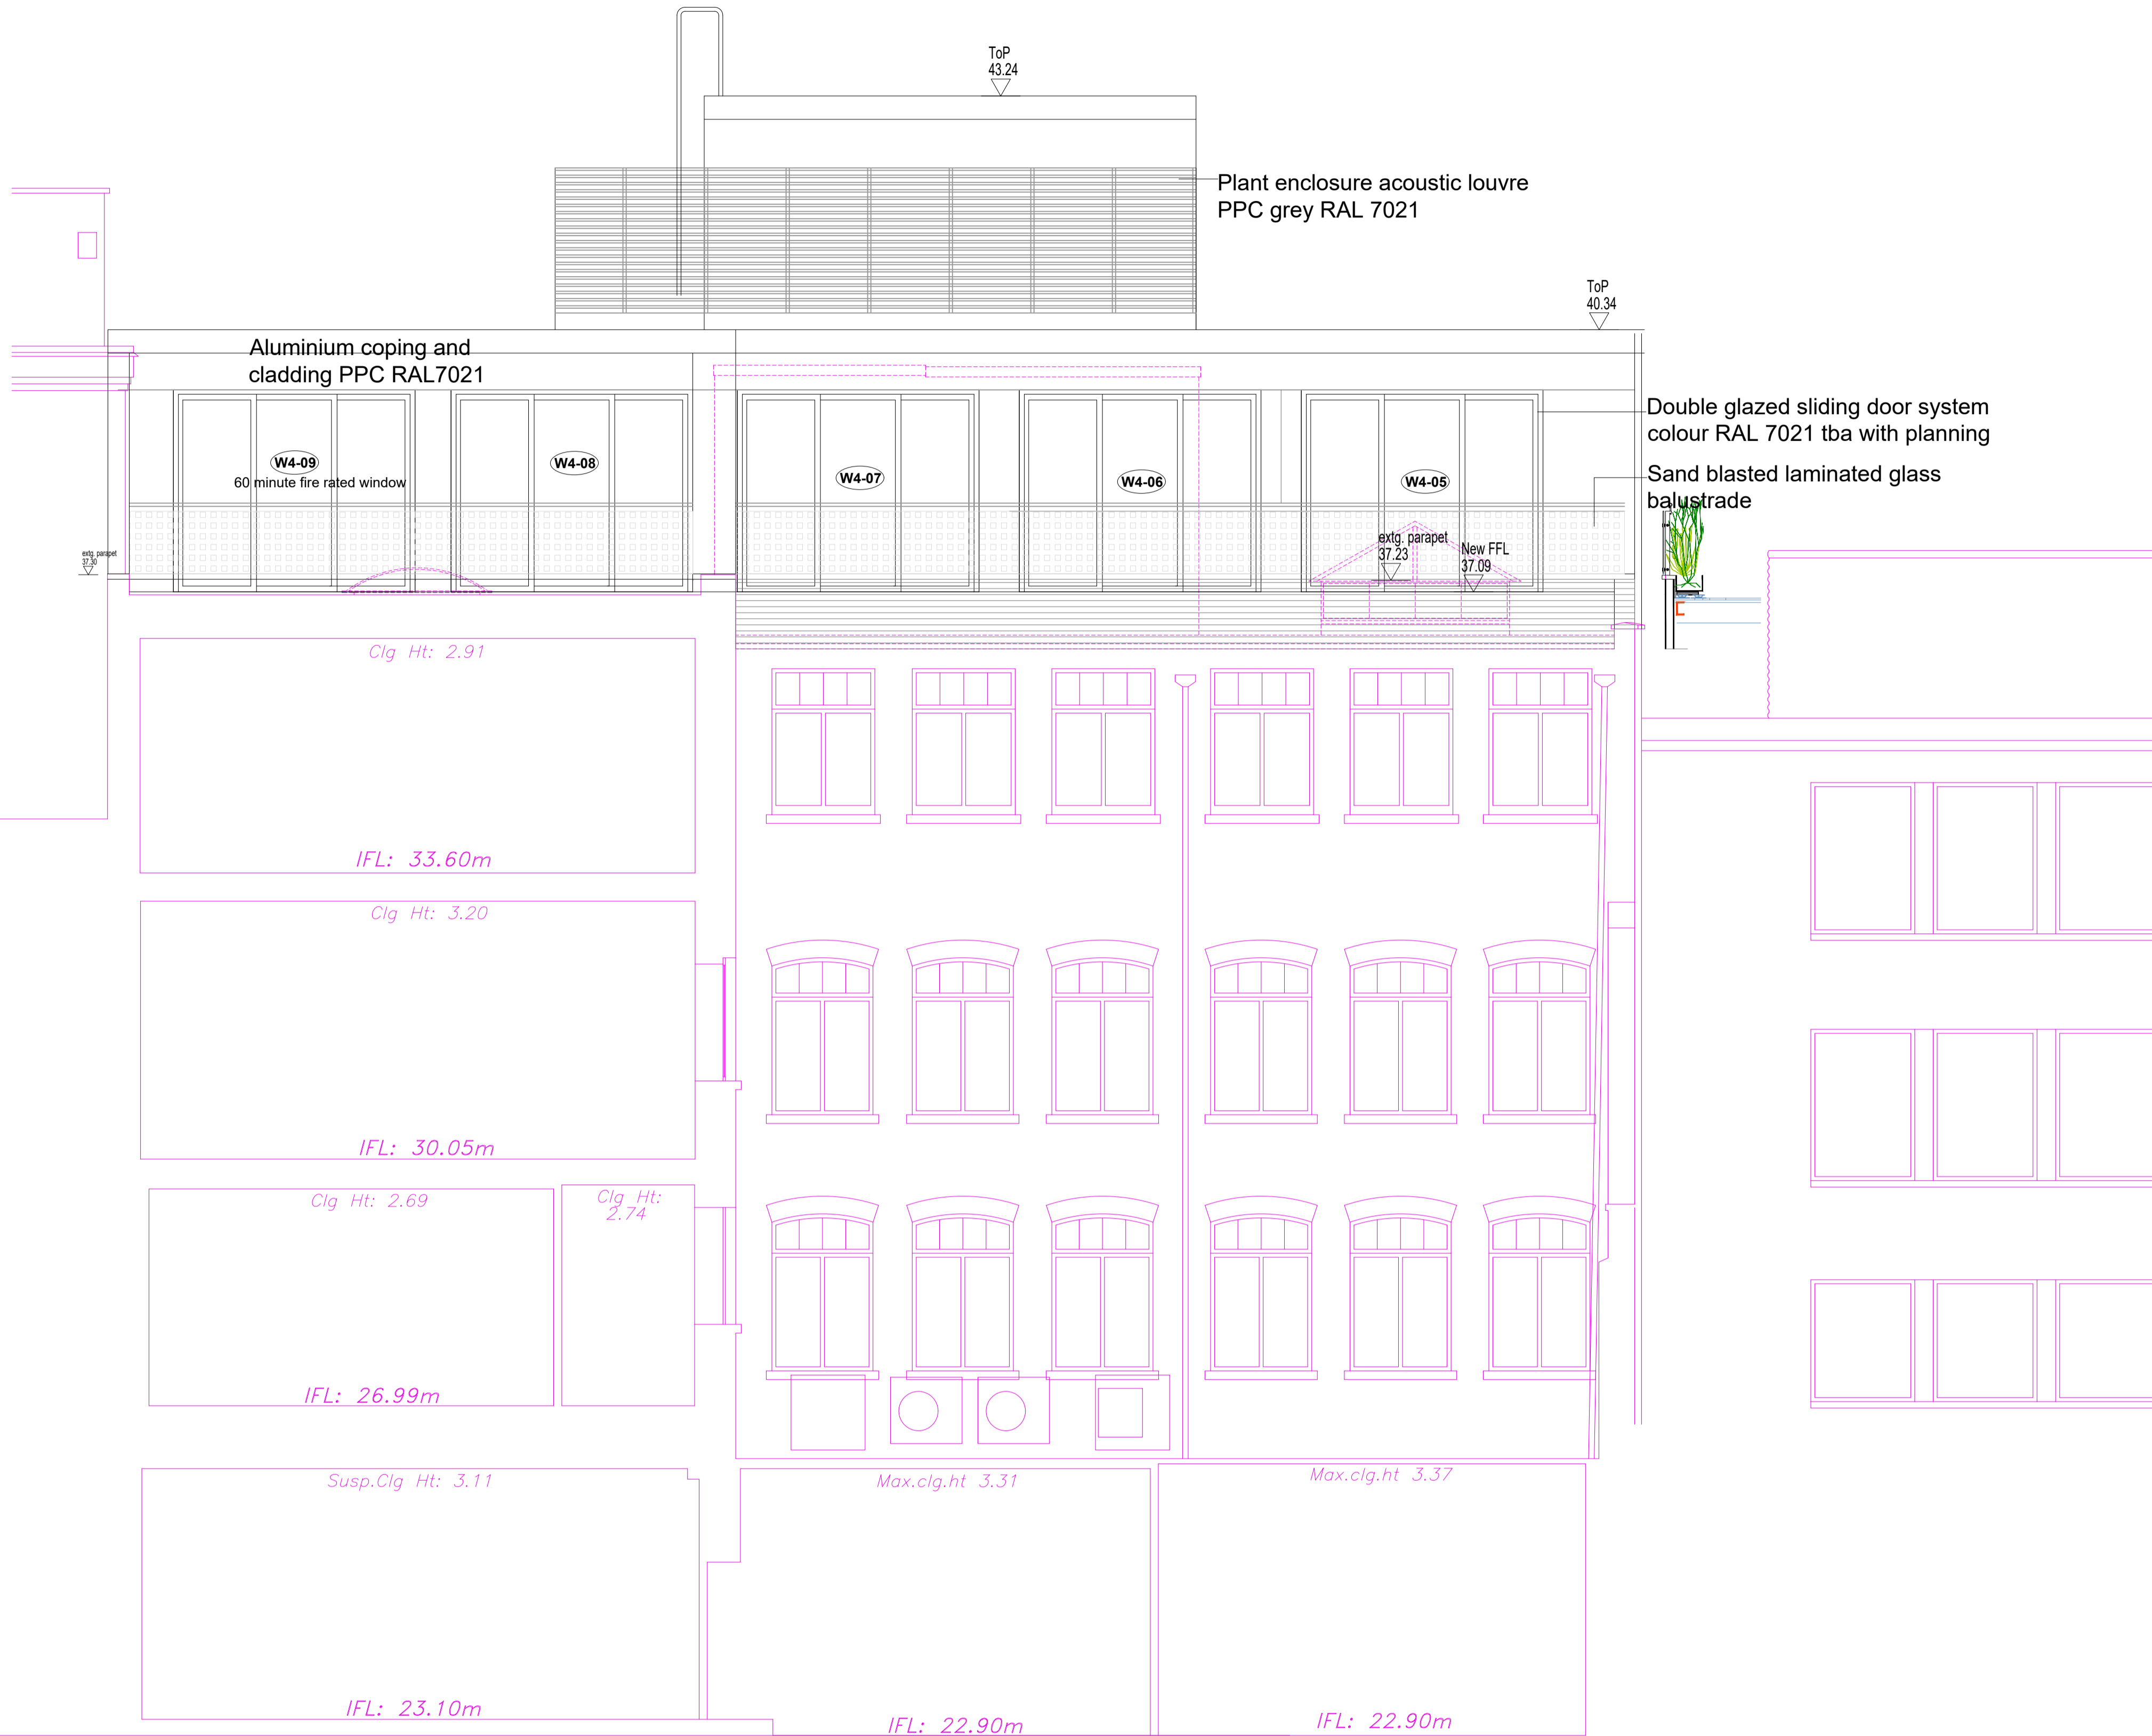 ToP
43.24
Plant enclosure acoustic louvre
PPC grey RAL 7021
ToP
40.34
Aluminium coping and
cladding PPC RAL7021
Double glazed sliding door system
colour RAL 7021 tba with planning
W4-09
W4-08
W4-07
W4-06
W4-05
60 minute fire rated window
Sand blasted laminated glass
balustrade
extg. parapet
37.30
extg. parapet
37.23
New FFL
37.09
Clg Ht: 2.91
IFL: 33.60m
Clg Ht: 3.20
IFL: 30.05m
Clg Ht: 2.69
Clg Ht:
2.74
IFL: 26.99m
Susp.Clg Ht: 3.11
Max.clg.ht 3.31
Max.clg.ht 3.37
IFL: 23.10m
IFL: 22.90m
IFL: 22.90m